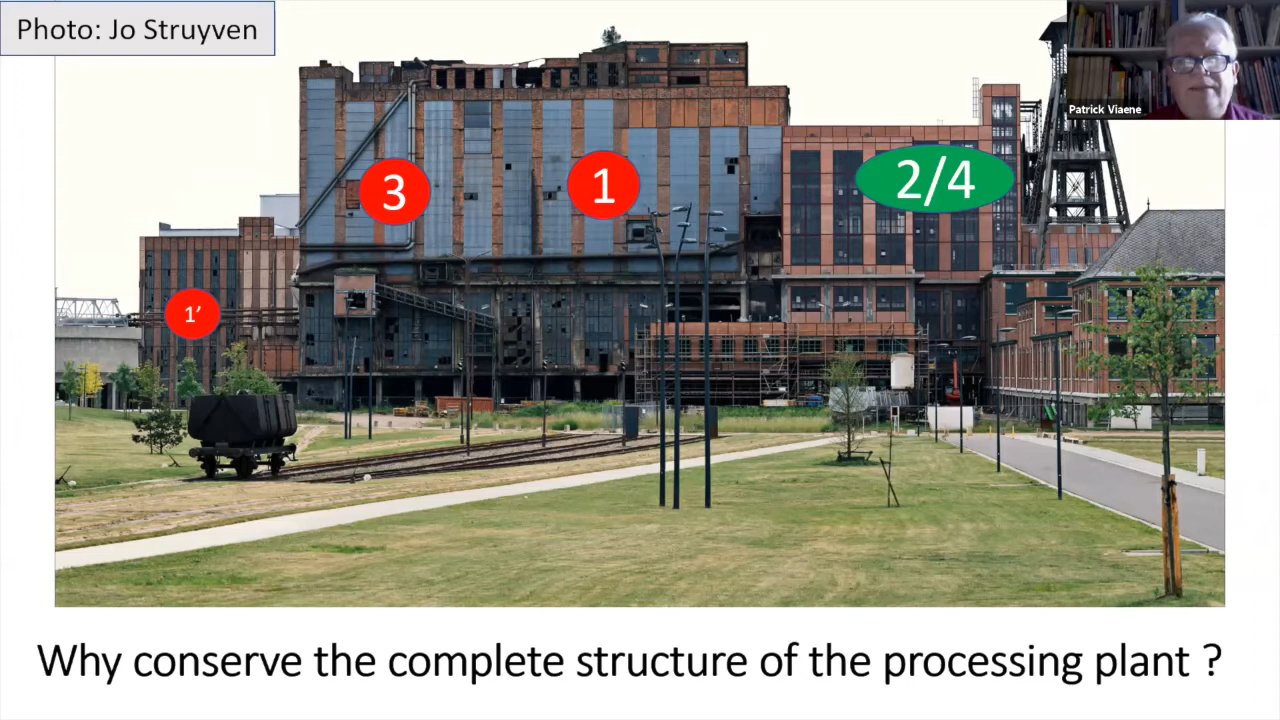 Photo: Jo Struyven
Patrick Viaene
3
1
2/4
1’
Why conserve the complete structure of the processing plant ?